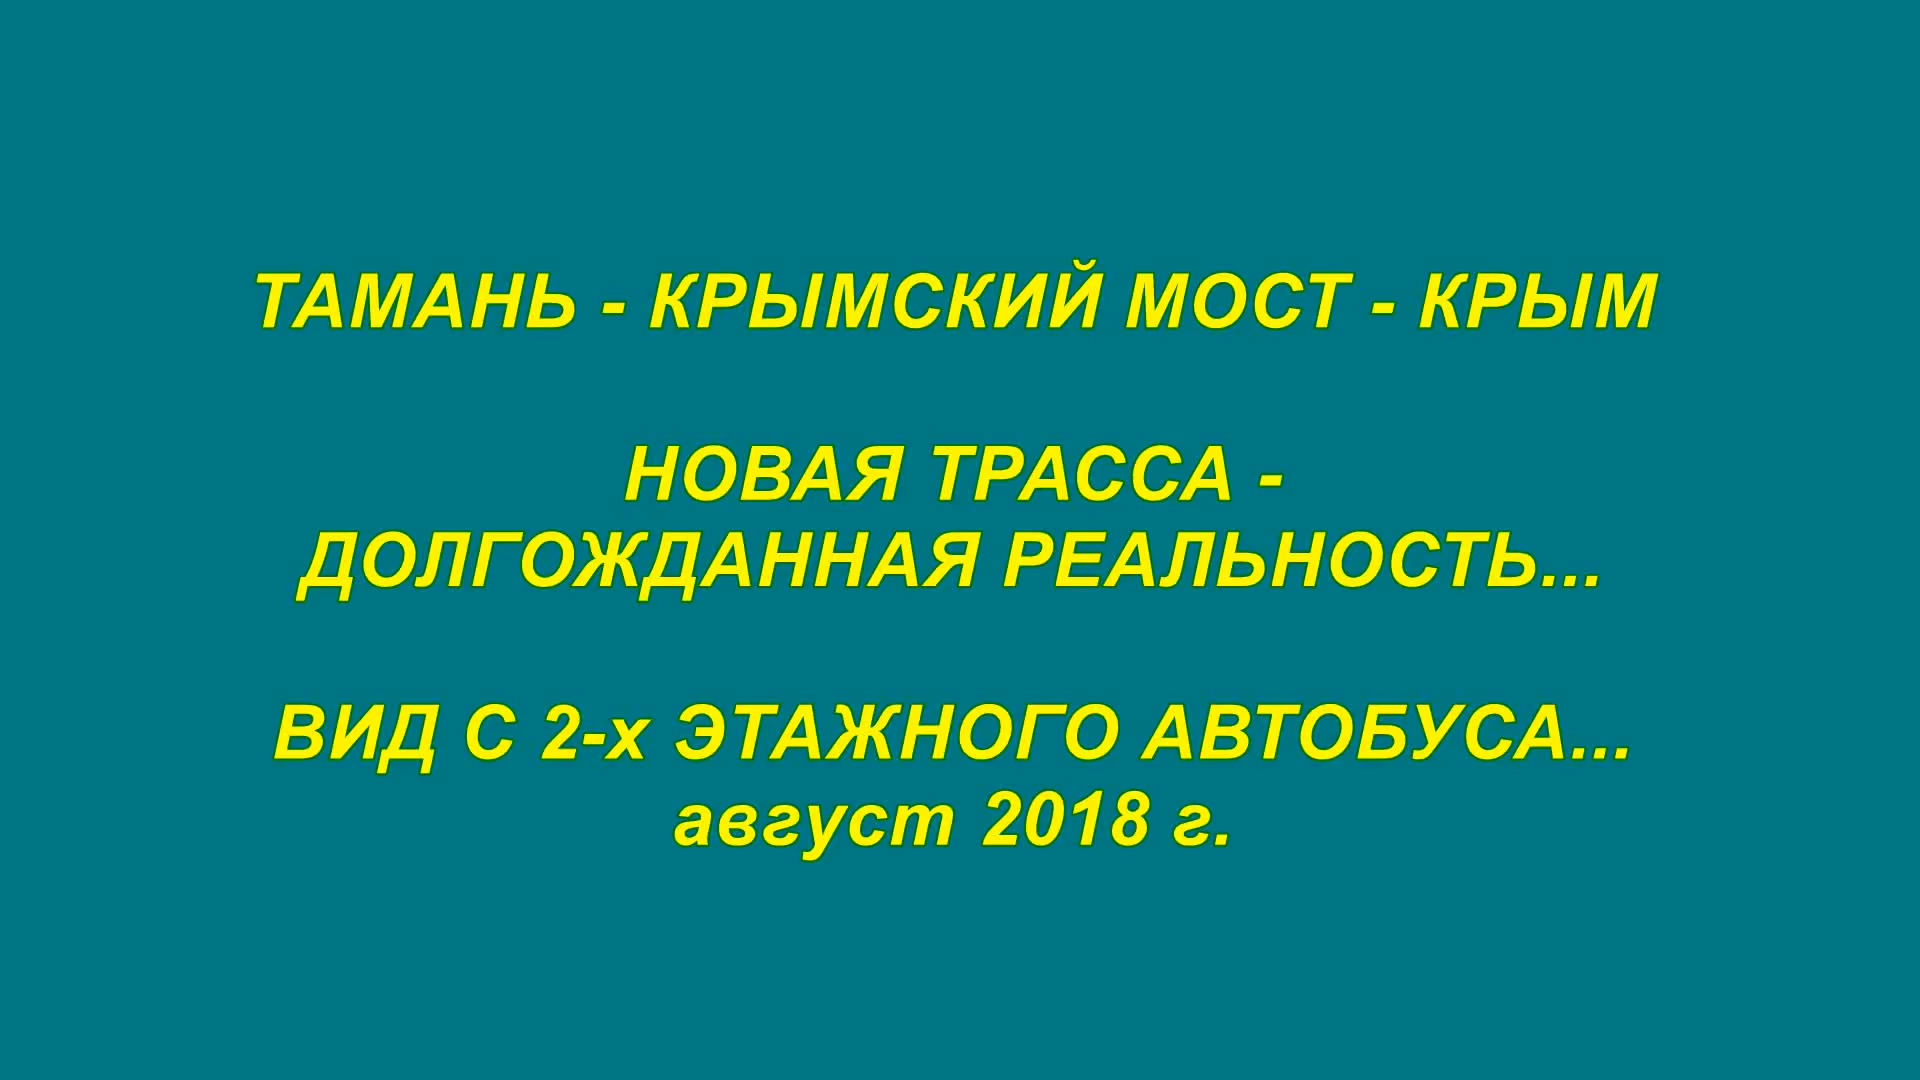 ТАМАНЬ - КРЫМСКИЙ МОСТ - КРЫМ
НОВАЯ ТРАССА -
ДОЛГОЖДАННАЯ РЕАЛЬНОСТЬ...
ВИД С 2-х ЭТАЖНОГО АВТОБУСА...
август 2018 г.